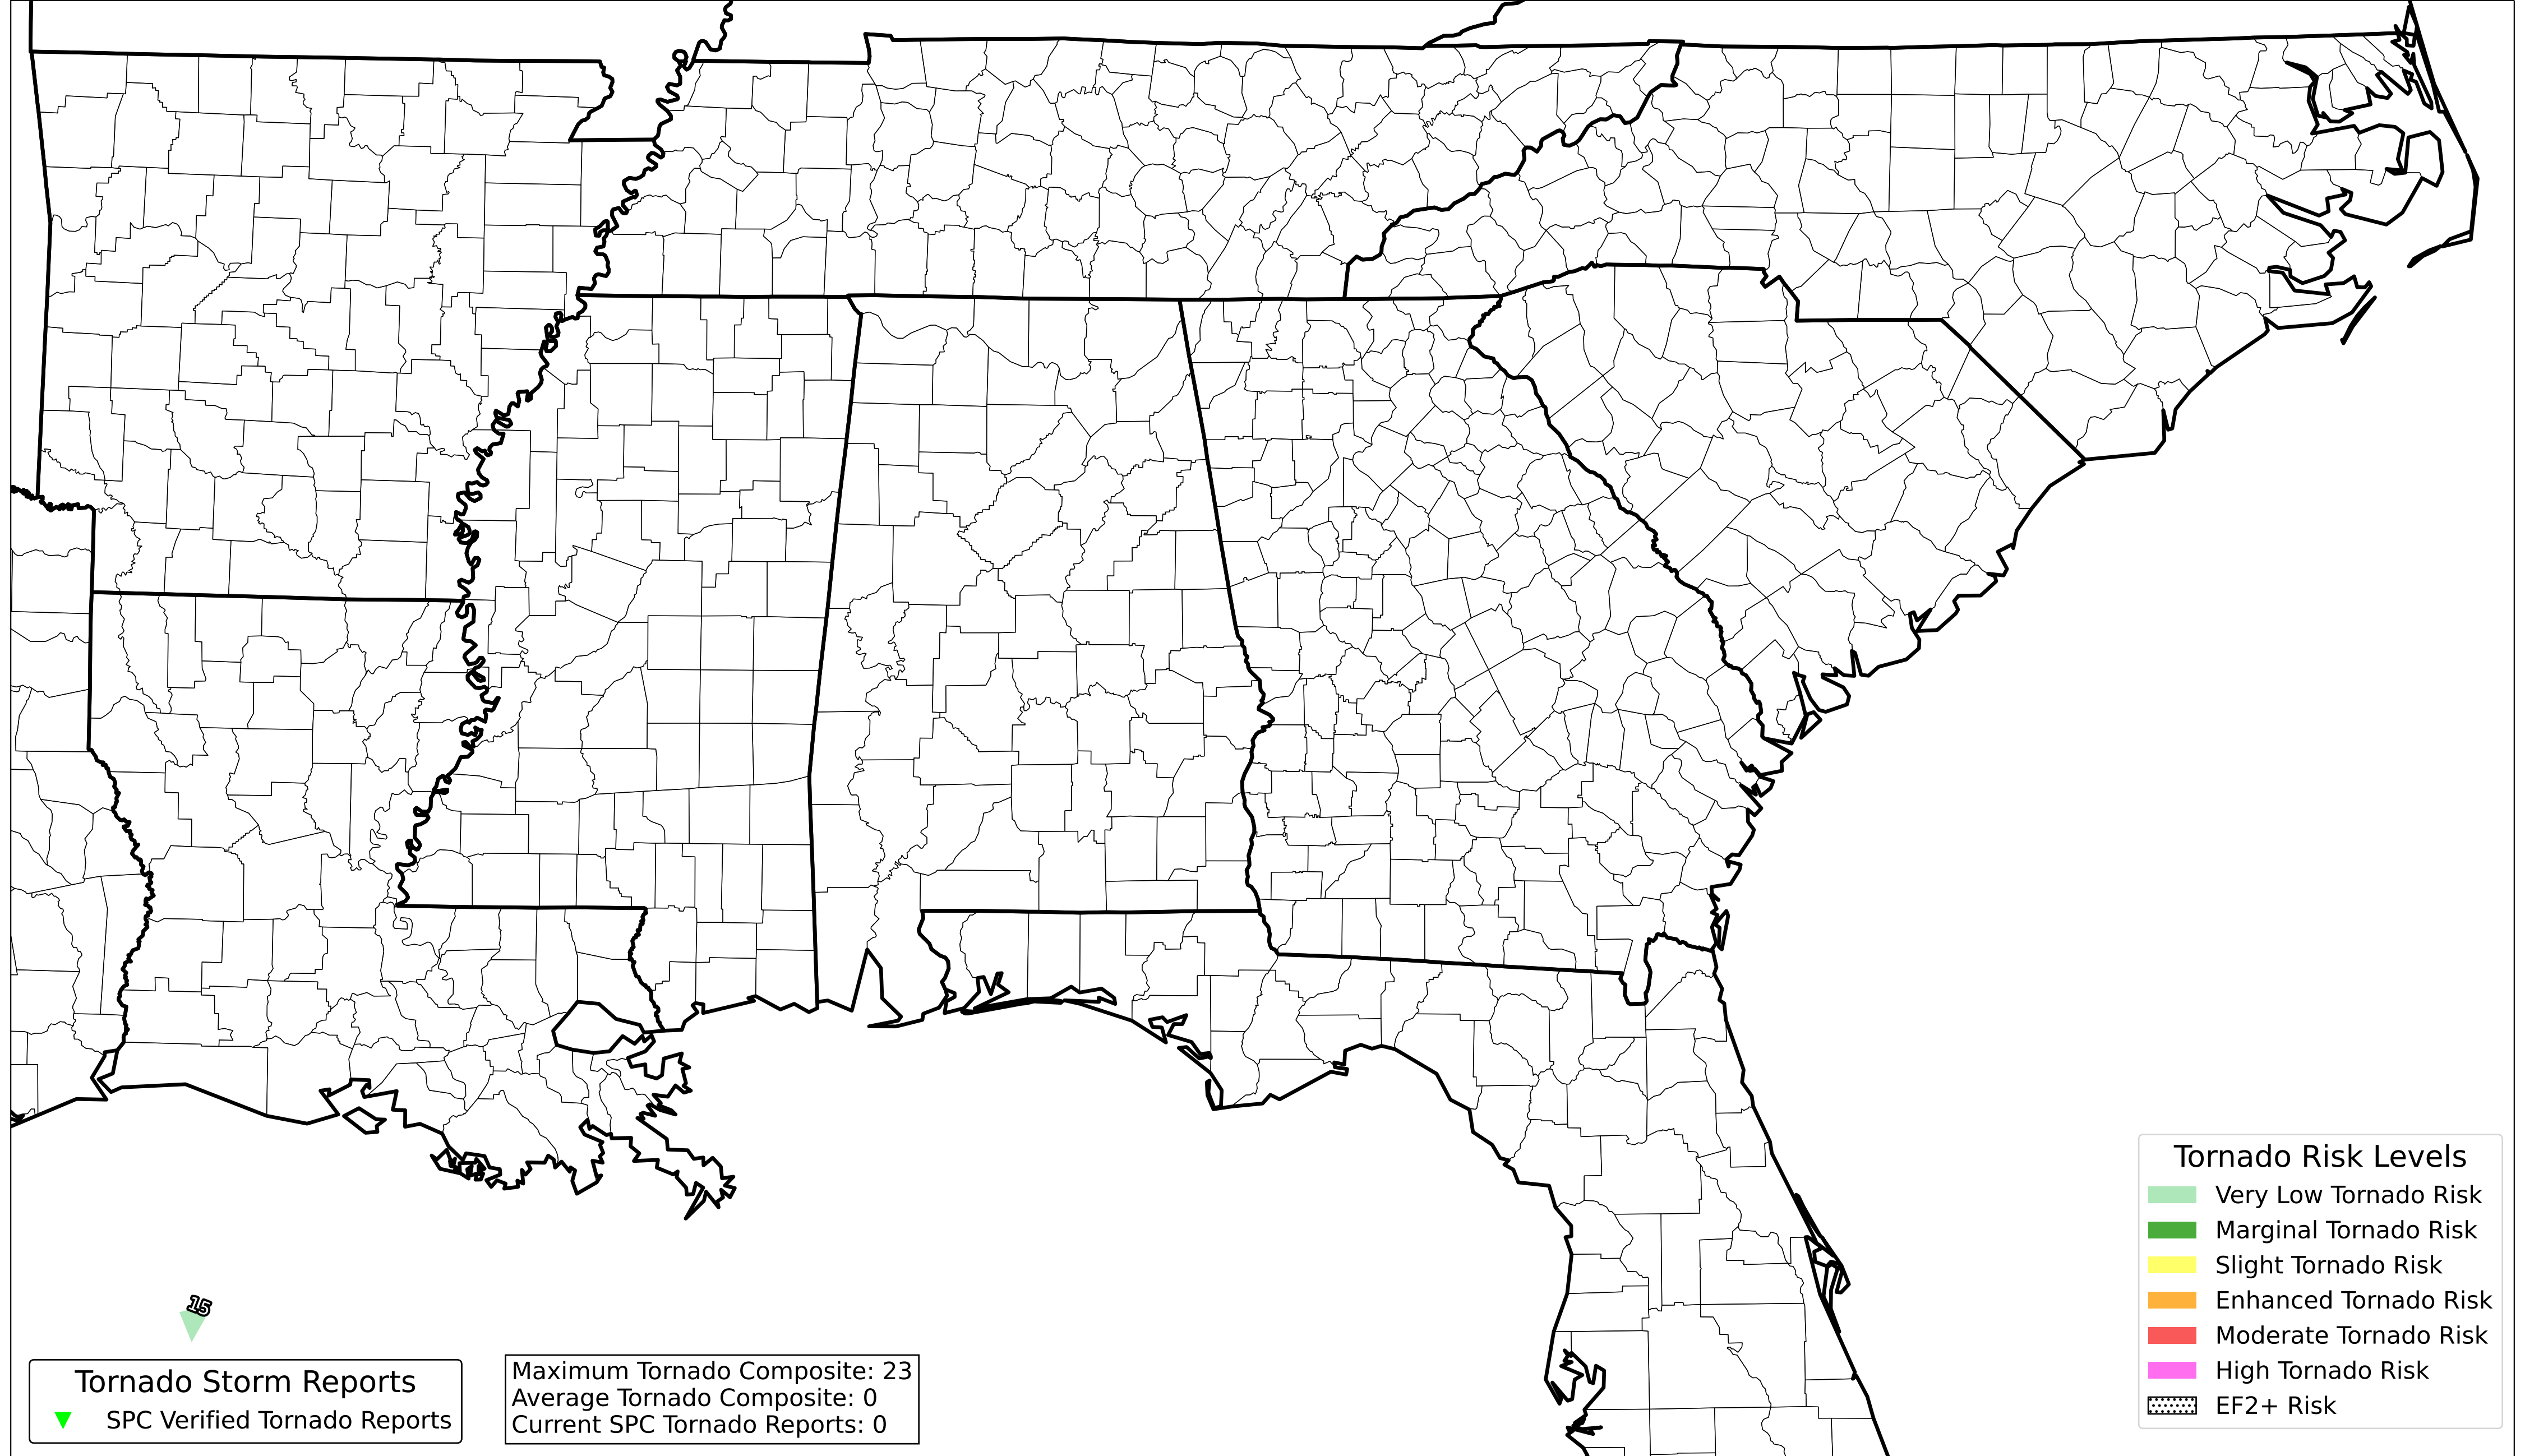 15
Tornado Storm Reports
SPC Verified Tornado Reports
Maximum Tornado Composite: 23
Average Tornado Composite: 0
Current SPC Tornado Reports: 0
Tornado Risk Levels
Very Low Tornado Risk
Marginal Tornado Risk
Slight Tornado Risk
Enhanced Tornado Risk
Moderate Tornado Risk
High Tornado Risk
EF2+ Risk